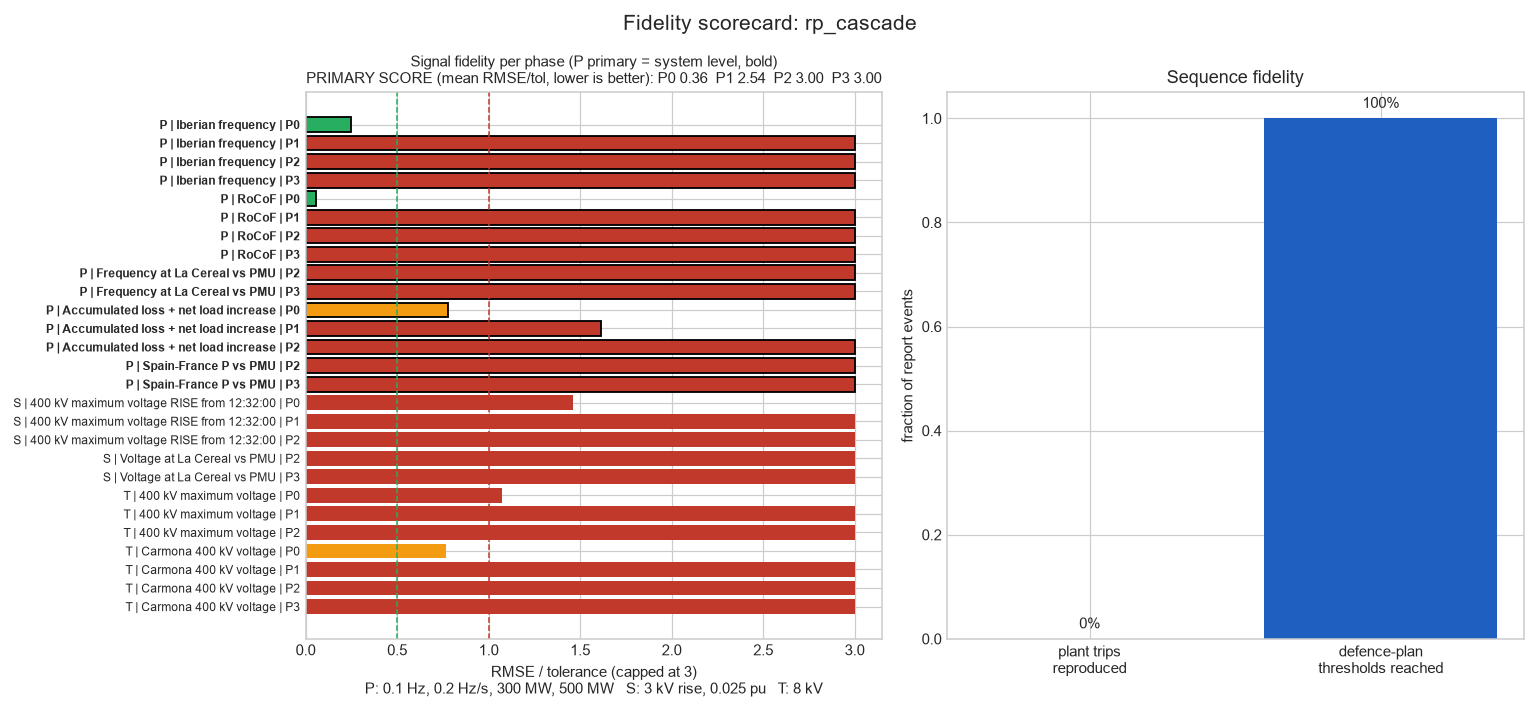 Fidelity scorecard: rp_cascade
Signal fidelity per phase (P primary = system level, bold)
PRIMARY SCORE (mean RMSE/tol, lower is better): P0 0.36  P1 2.54  P2 3.00  P3 3.00
P | Iberian frequency | P0
P | Iberian frequency | P1
P | Iberian frequency | P2
P | Iberian frequency | P3
P | RoCoF | P0
P | RoCoF | P1
P | RoCoF | P2
P | RoCoF | P3
P | Frequency at La Cereal vs PMU | P2
P | Frequency at La Cereal vs PMU | P3
P | Accumulated loss + net load increase | P0
P | Accumulated loss + net load increase | P1
P | Accumulated loss + net load increase | P2
P | Spain-France P vs PMU | P2
P | Spain-France P vs PMU | P3
S | 400 kV maximum voltage RISE from 12:32:00 | P0
S | 400 kV maximum voltage RISE from 12:32:00 | P1
S | 400 kV maximum voltage RISE from 12:32:00 | P2
S | Voltage at La Cereal vs PMU | P2
S | Voltage at La Cereal vs PMU | P3
T | 400 kV maximum voltage | P0
T | 400 kV maximum voltage | P1
T | 400 kV maximum voltage | P2
T | Carmona 400 kV voltage | P0
T | Carmona 400 kV voltage | P1
T | Carmona 400 kV voltage | P2
T | Carmona 400 kV voltage | P3
0.0 0.5 1.0 1.5 2.0 2.5 3.0
RMSE / tolerance (capped at 3)
P: 0.1 Hz, 0.2 Hz/s, 300 MW, 500 MW   S: 3 kV rise, 0.025 pu   T: 8 kV
Sequence fidelity
100%
1.0
0.8
0.6
0.4
0.2
0.0
fraction of report events
0%
plant trips
reproduced
defence-plan
thresholds reached